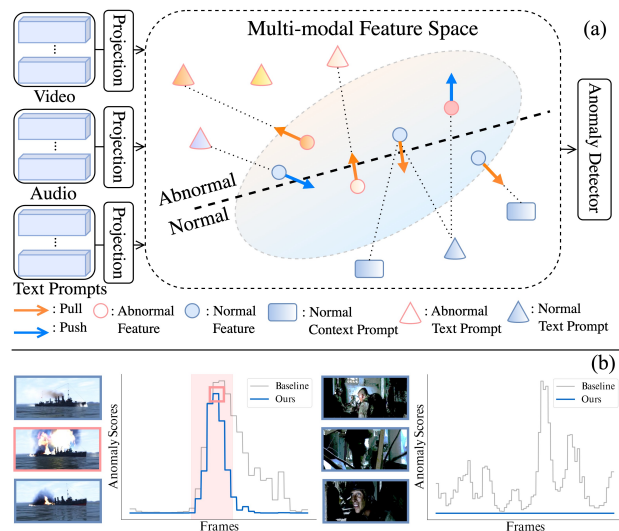 Multi-modal Feature Space
(a)
Projection
Video
Projection
Audio
Projection
Text Prompts
Abnormal
Normal
Anomaly Detector
: Pull
: Push
: Abnormal
Feature
: Normal
Feature
: Normal
Context Prompt
: Abnormal
Text Prompt
: Normal
Text Prompt
(b)
Anomaly Scores
Baseline
Ours
Frames
Anomaly Scores
Baseline
Ours
Frames